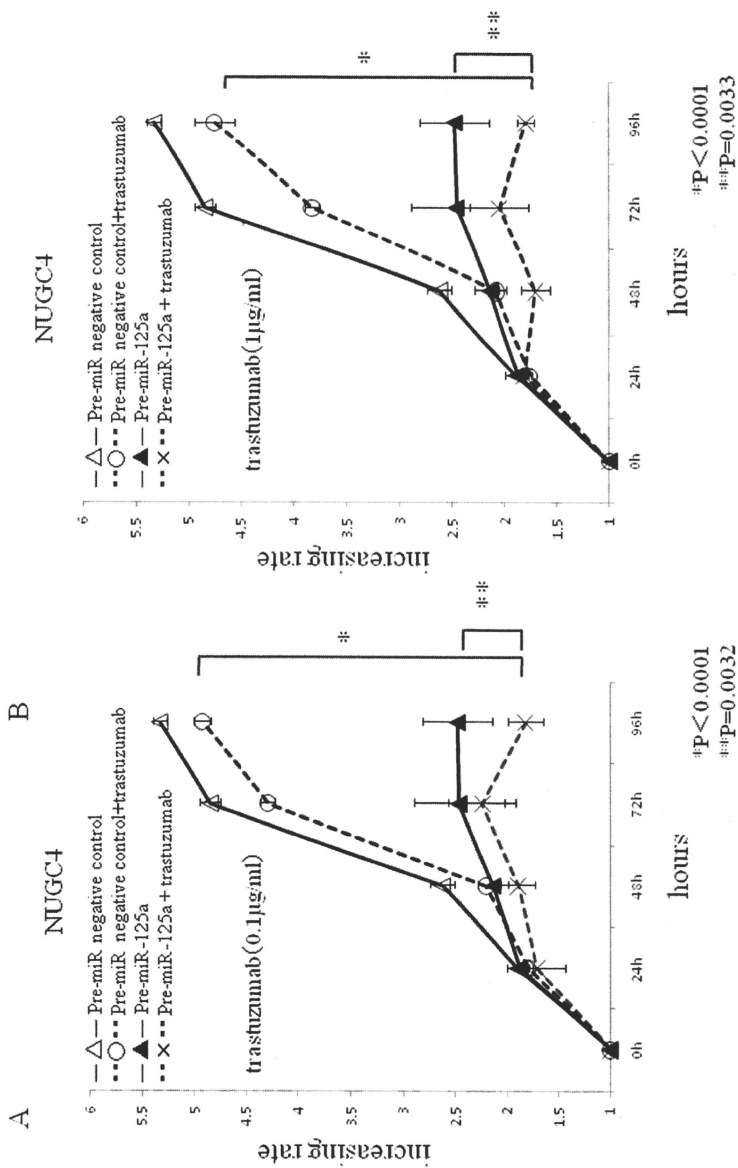 A
NUGC4
—△— Pre-miR negative control
--○-- Pre-miR negative control+trastuzumab
—▲— Pre-miR-125a
--×-- Pre-miR-125a+ trastuzumab
trastuzumab(0.1μg/ml)
increasing rate
6
5.5
5
4.5
4
3.5
3
2.5
2
1.5
1
0h
24h
48h
72h
96h
hours
*
**
*P<0.0001
**P=0.0032
B
NUGC4
—△— Pre-miR negative control
--○-- Pre-miR negative control+trastuzumab
—▲— Pre-miR-125a
--×-- Pre-miR-125a+ trastuzumab
trastuzumab(1μg/ml)
increasing rate
6
5.5
5
4.5
4
3.5
3
2.5
2
1.5
1
0h
24h
48h
72h
96h
hours
*
**
*P<0.0001
**P=0.0033